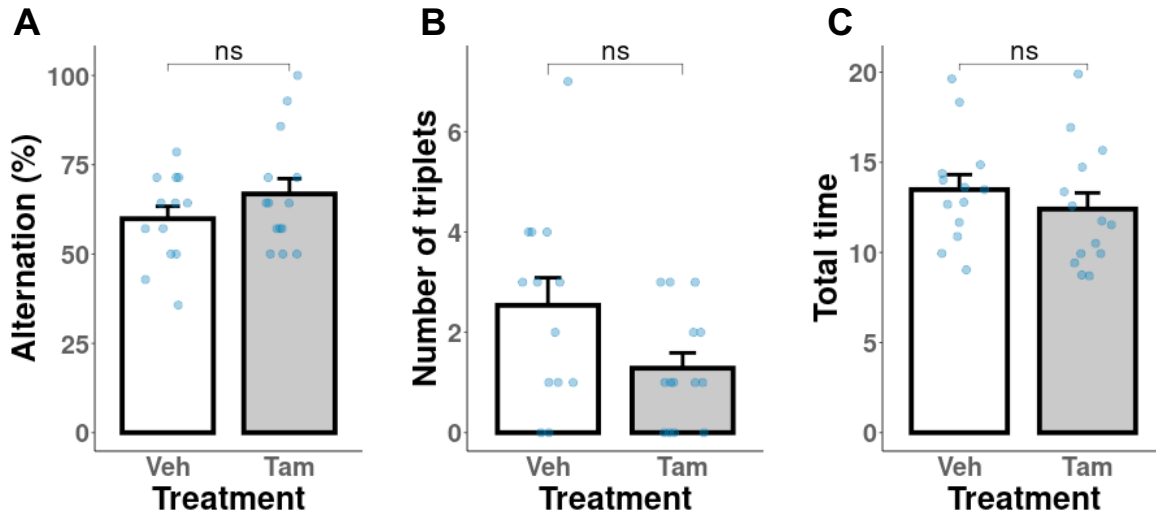 A
ns
Alternation (%)
100
75
50
25
0
Veh Tam
Treatment
B
ns
Number of triplets
6
4
2
0
Veh Tam
Treatment
C
ns
Total time
20
15
10
5
0
Veh Tam
Treatment